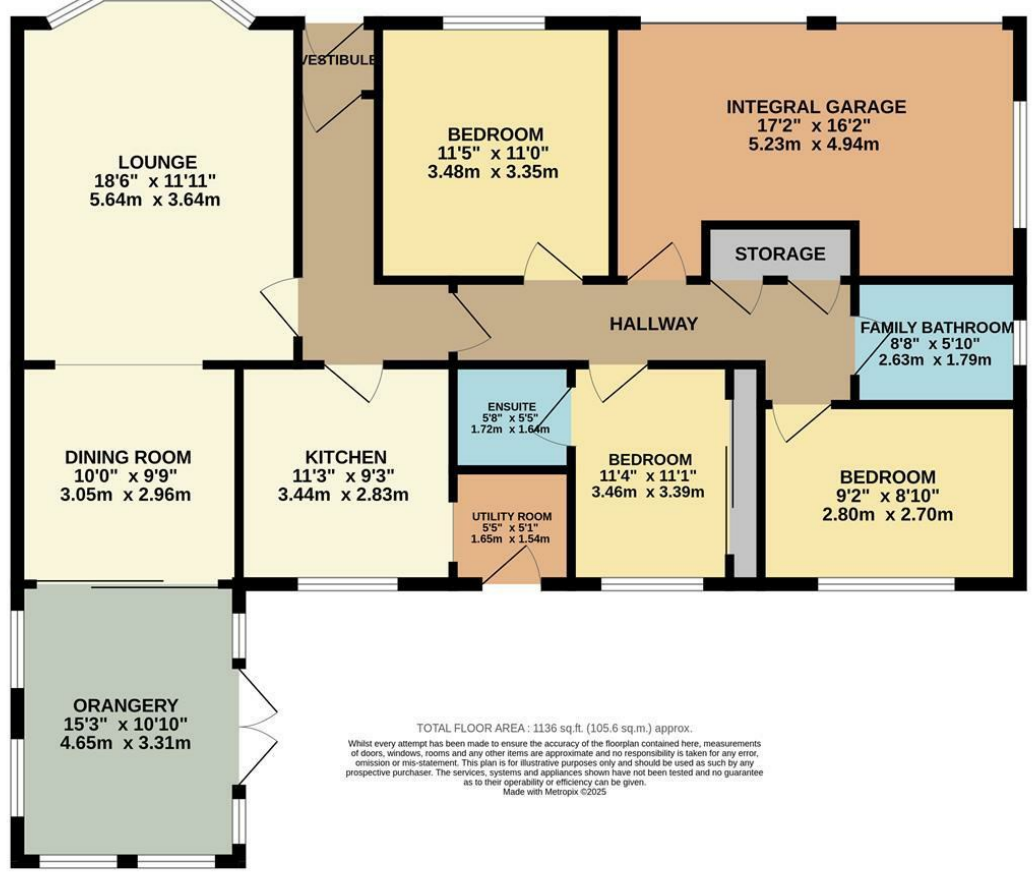 VESTIBULE
LOUNGE
18'6" x 11'11"
5.64m x 3.64m
BEDROOM
11'5" x 11'0"
3.48m x 3.35m
INTEGRAL GARAGE
17'2" x 16'2"
5.23m x 4.94m
STORAGE
HALLWAY
FAMILY BATHROOM
8'8" x 5'10"
2.63m x 1.79m
DINING ROOM
10'0" x 9'9"
3.05m x 2.96m
KITCHEN
11'3" x 9'3"
3.44m x 2.83m
ENSUITE
5'8" x 5'5"
1.72m x 1.64m
UTILITY ROOM
5'5" x 5'1"
1.65m x 1.54m
BEDROOM
11'4" x 11'1"
3.46m x 3.39m
BEDROOM
9'2" x 8'10"
2.80m x 2.70m
ORANGERY
15'3" x 10'10"
4.65m x 3.31m
TOTAL FLOOR AREA : 1136 sq.ft. (105.6 sq.m.) approx.
Whilst every attempt has been made to ensure the accuracy of the floorplan contained here, measurements
of doors, windows, rooms and any other items are approximate and no responsibility is taken for any error,
omission or mis-statement. This plan is for illustrative purposes only and should be used as such by any
prospective purchaser. The services, systems and appliances shown have not been tested and no guarantee
as to their operability or efficiency can be given.
Made with Metropix ©2025